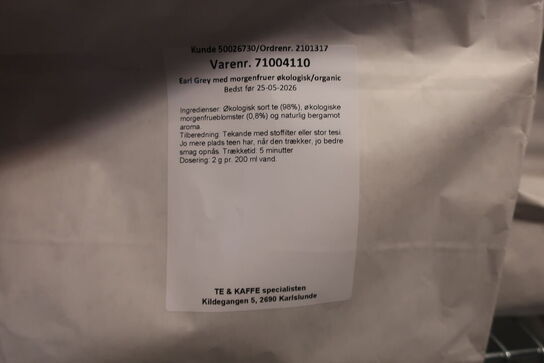 Kunde 50026730/Ordrenr. 2101317
Varenr. 71004110
Earl Grey med morgenfruer økologisk/organic
Bedst før 25-05-2026
Ingredienser: Økologisk sort te (98%), økologiske
morgenfrueblomster (0,8%) og naturlig bergamot
aroma.
Tilberedning: Tekande med stoffilter eller stor tesi.
Jo mere plads teen har, når den trækker, jo bedre
smag opnås. Trækketid: 5 minutter
Dosering: 2 g pr. 200 ml vand.
TE & KAFFE specialisten
Kildegangen 5, 2690 Karlslunde